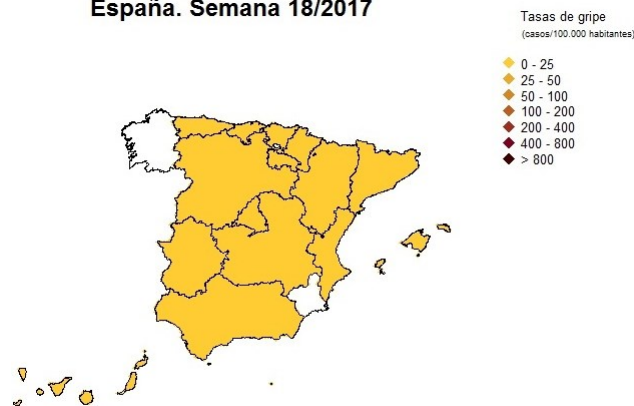 España. Semana 18/2017
Tasas de gripe
(casos/100.000 habitantes)
0 - 25
25 - 50
50 - 100
100 - 200
200 - 400
400 - 800
> 800